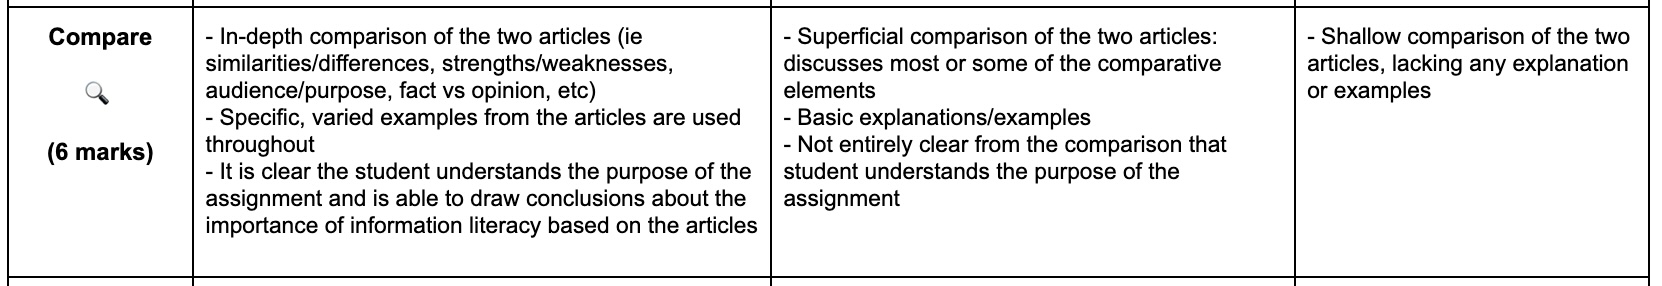 Compare
(6 marks)
- In-depth comparison of the two articles (ie
similarities/differences, strengths/weaknesses,
audience/purpose, fact vs opinion, etc)
- Specific, varied examples from the articles are used
throughout
- It is clear the student understands the purpose of the
assignment and is able to draw conclusions about the
importance of information literacy based on the articles
- Superficial comparison of the two articles:
discusses most or some of the comparative
elements
- Basic explanations/examples
- Not entirely clear from the comparison that
student understands the purpose of the
assignment
- Shallow comparison of the two
articles, lacking any explanation
or examples